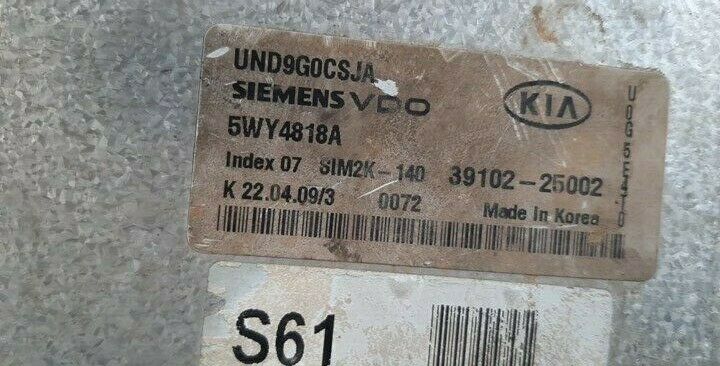 UND9G0CSJA
SIEMENS VDO
KIA
5WY4818A
Index 07 SIM2K-140 39102-25002
K 22.04.09/3 0072 Made in Korea
S61